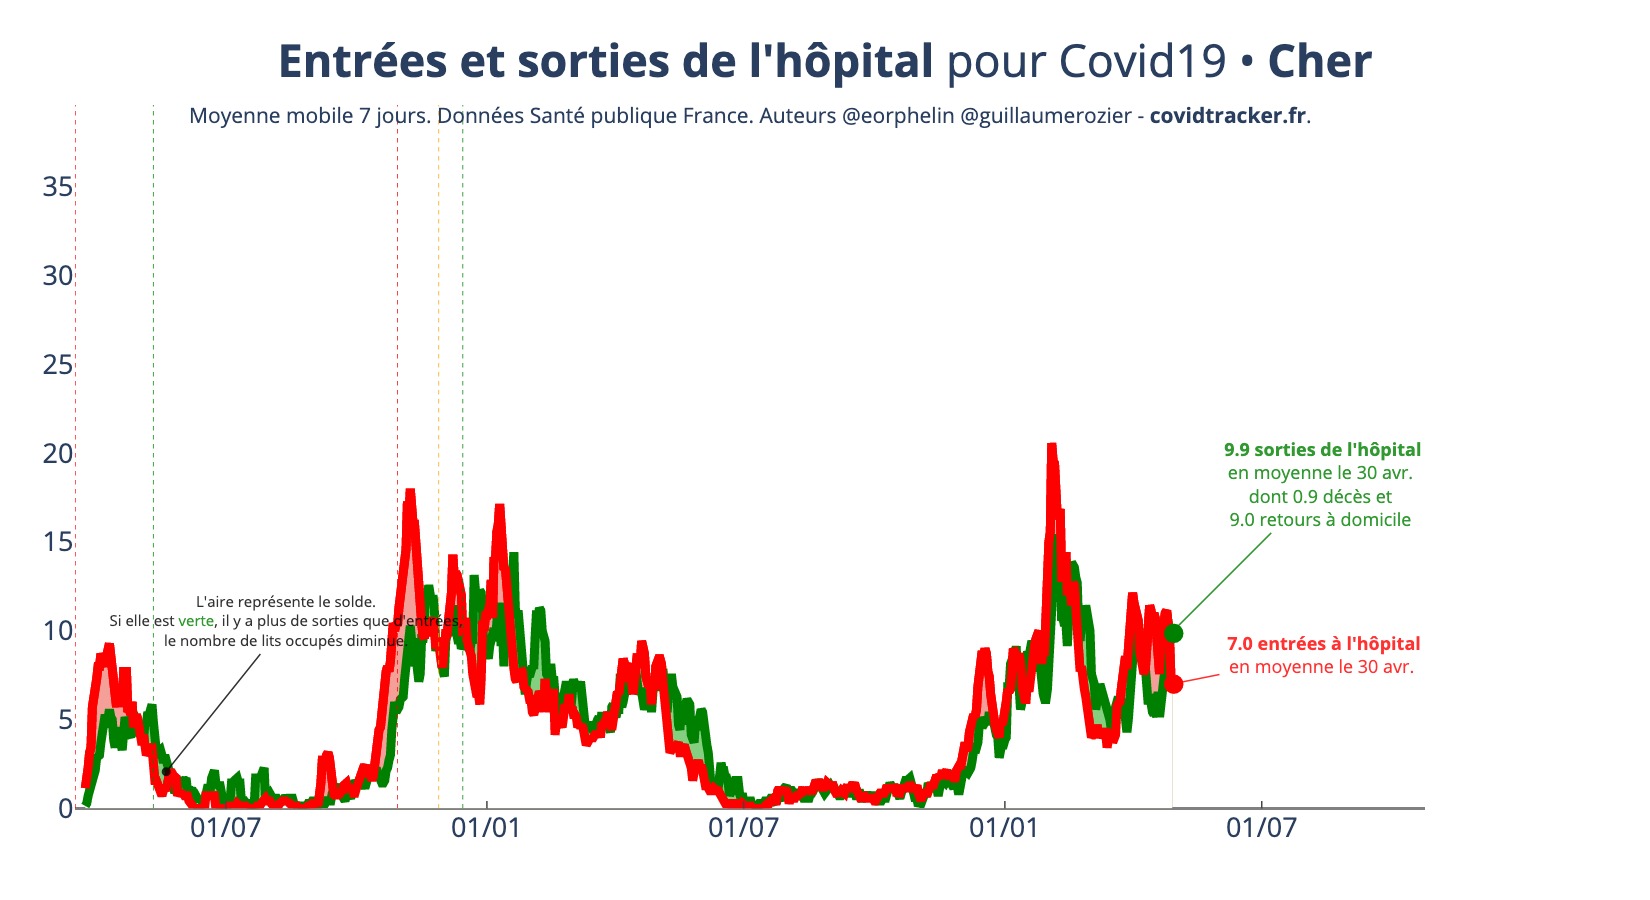 Entrées et sorties de l'hôpital pour Covid19 • Cher
Moyenne mobile 7 jours. Données Santé publique France. Auteurs @eorphelin @guillaumerozier - covidtracker.fr.
35
30
25
20
15
10
5
0
L'aire représente le solde.
Si elle est verte, il y a plus de sorties que d'entrées,
le nombre de lits occupés diminue.
9.9 sorties de l'hôpital
en moyenne le 30 avr.
dont 0.9 décès et
9.0 retours à domicile
7.0 entrées à l'hôpital
en moyenne le 30 avr.
01/07
01/01
01/07
01/01
01/07